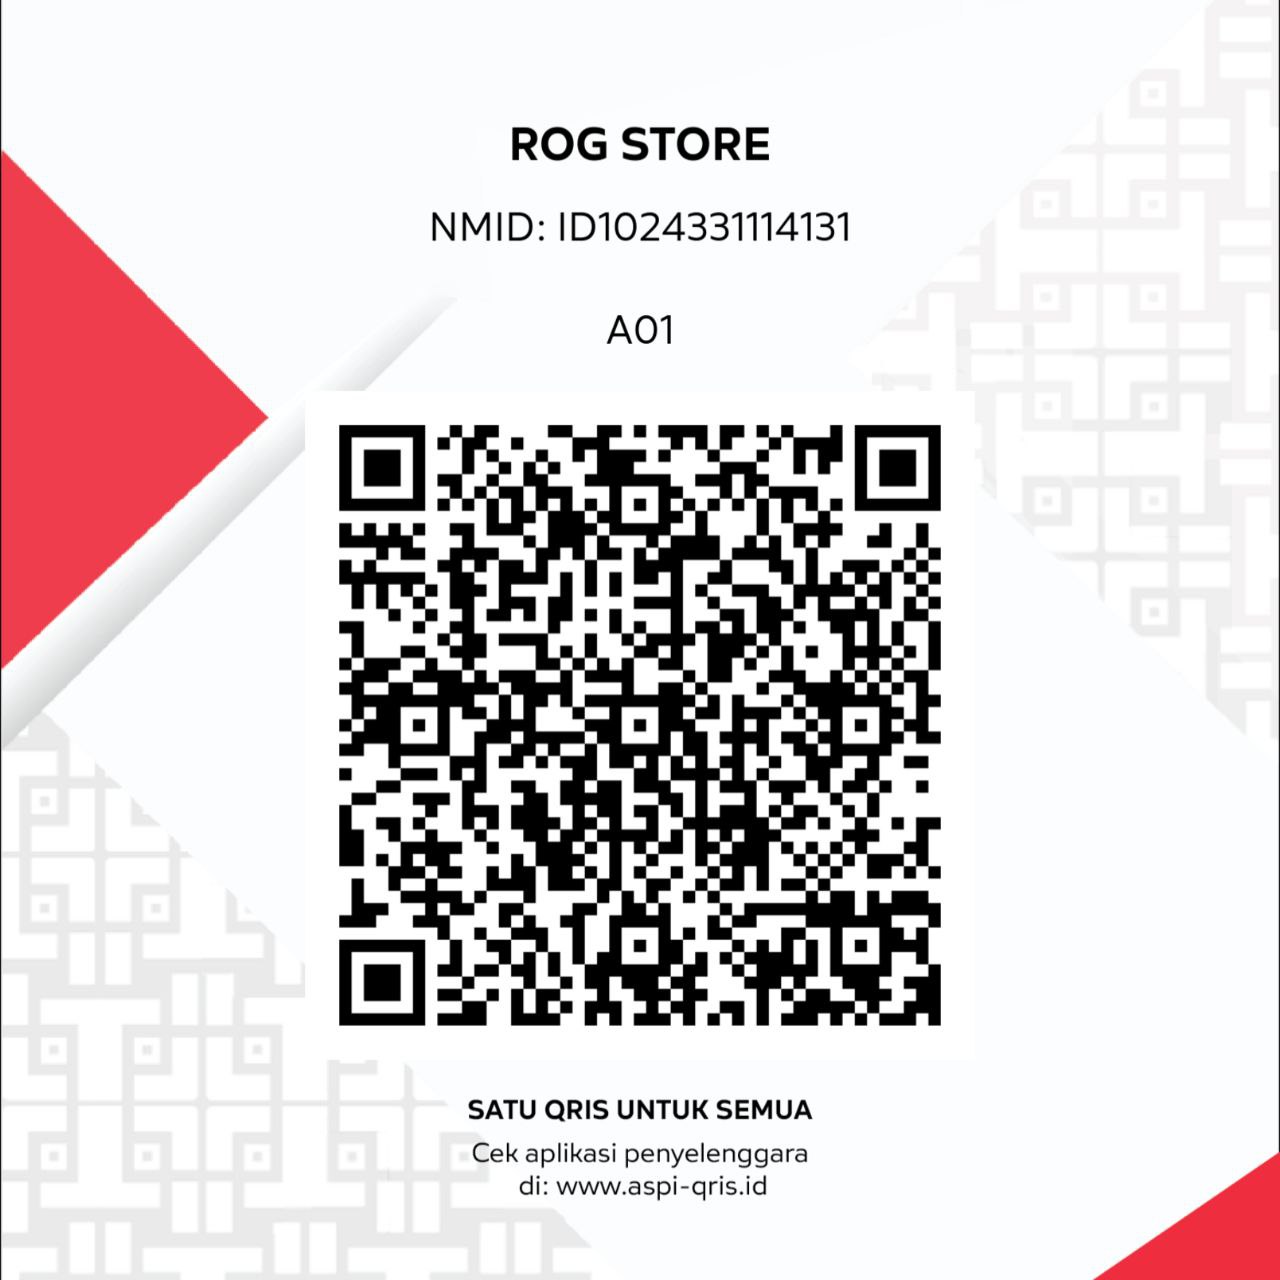 ROG STORE
NMID: ID1024331114131
A01
SATU QRIS UNTUK SEMUA
Cek aplikasi penyelenggara
di: www.aspi-qris.id